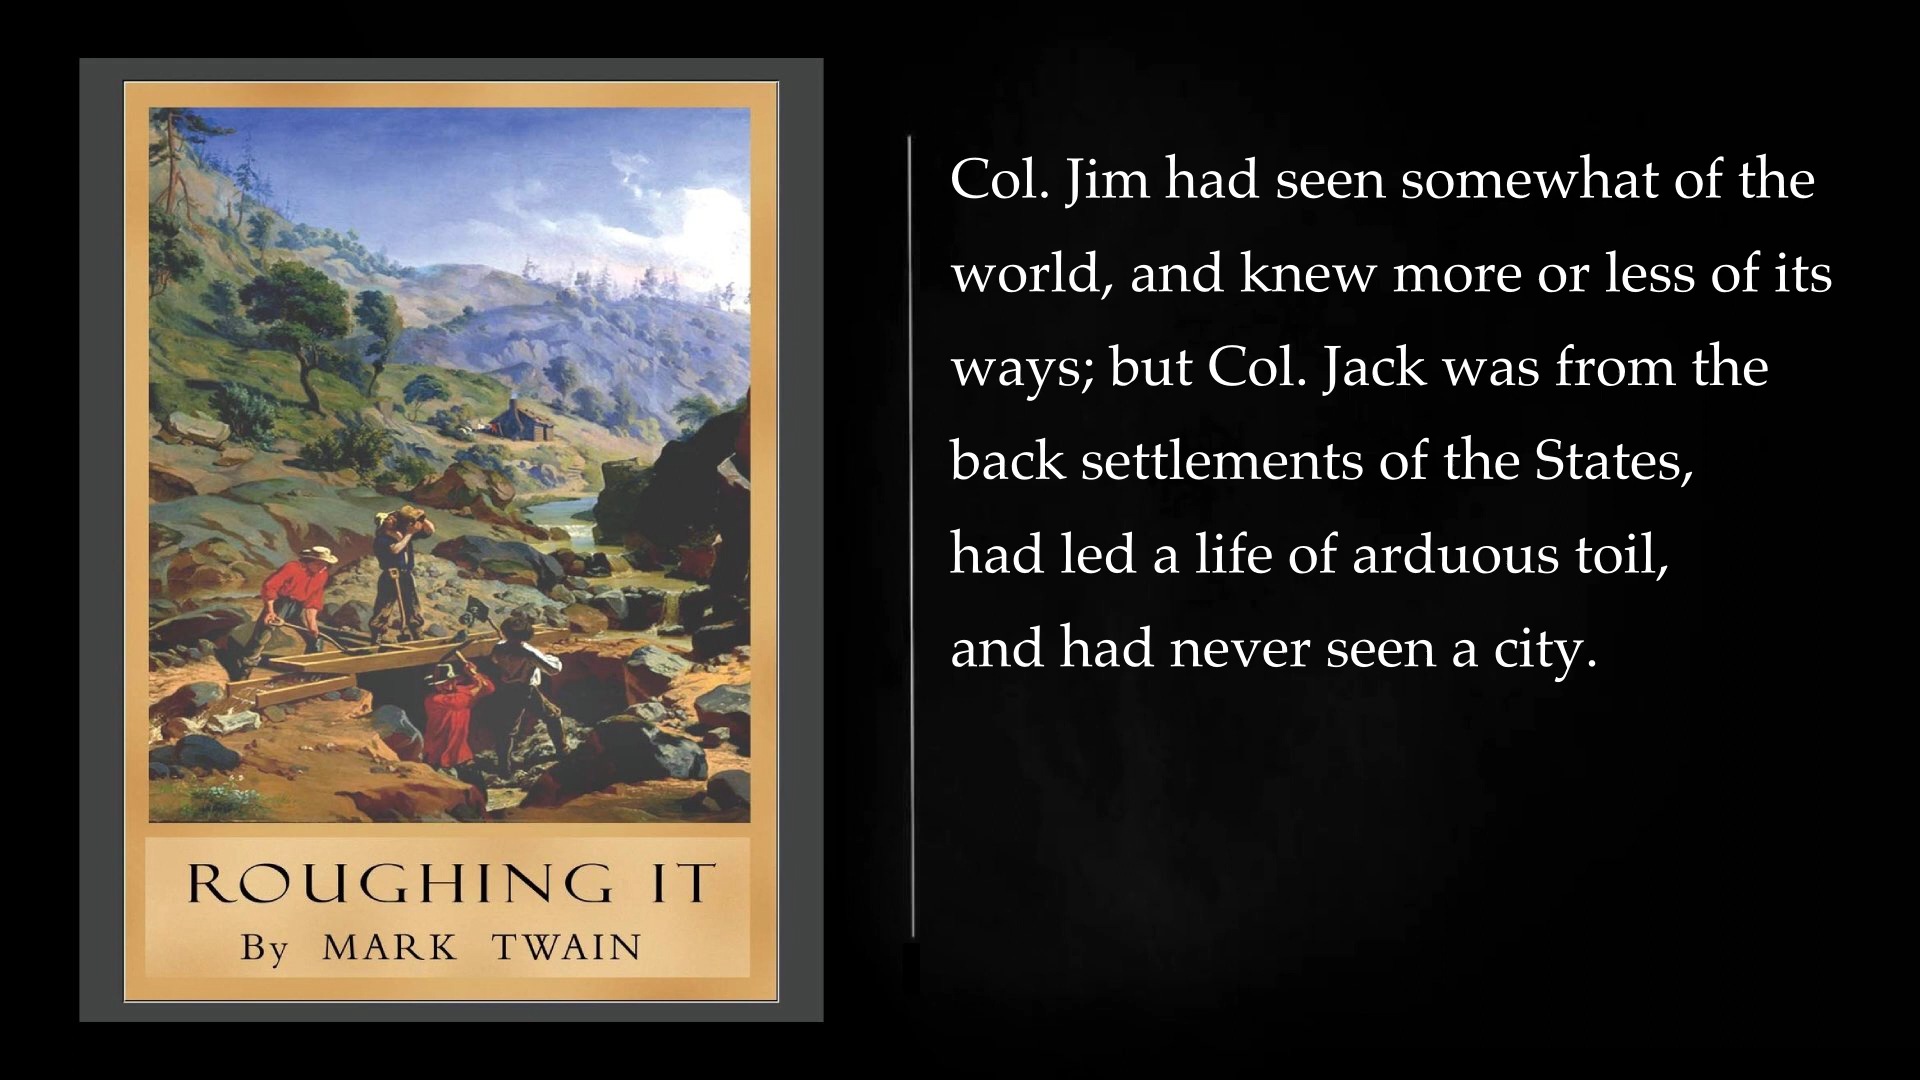 ROUGHING IT
By MARK TWAIN
Col. Jim had seen somewhat of the
world, and knew more or less of its
ways; but Col. Jack was from the
back settlements of the States,
had led a life of arduous toil,
and had never seen a city.